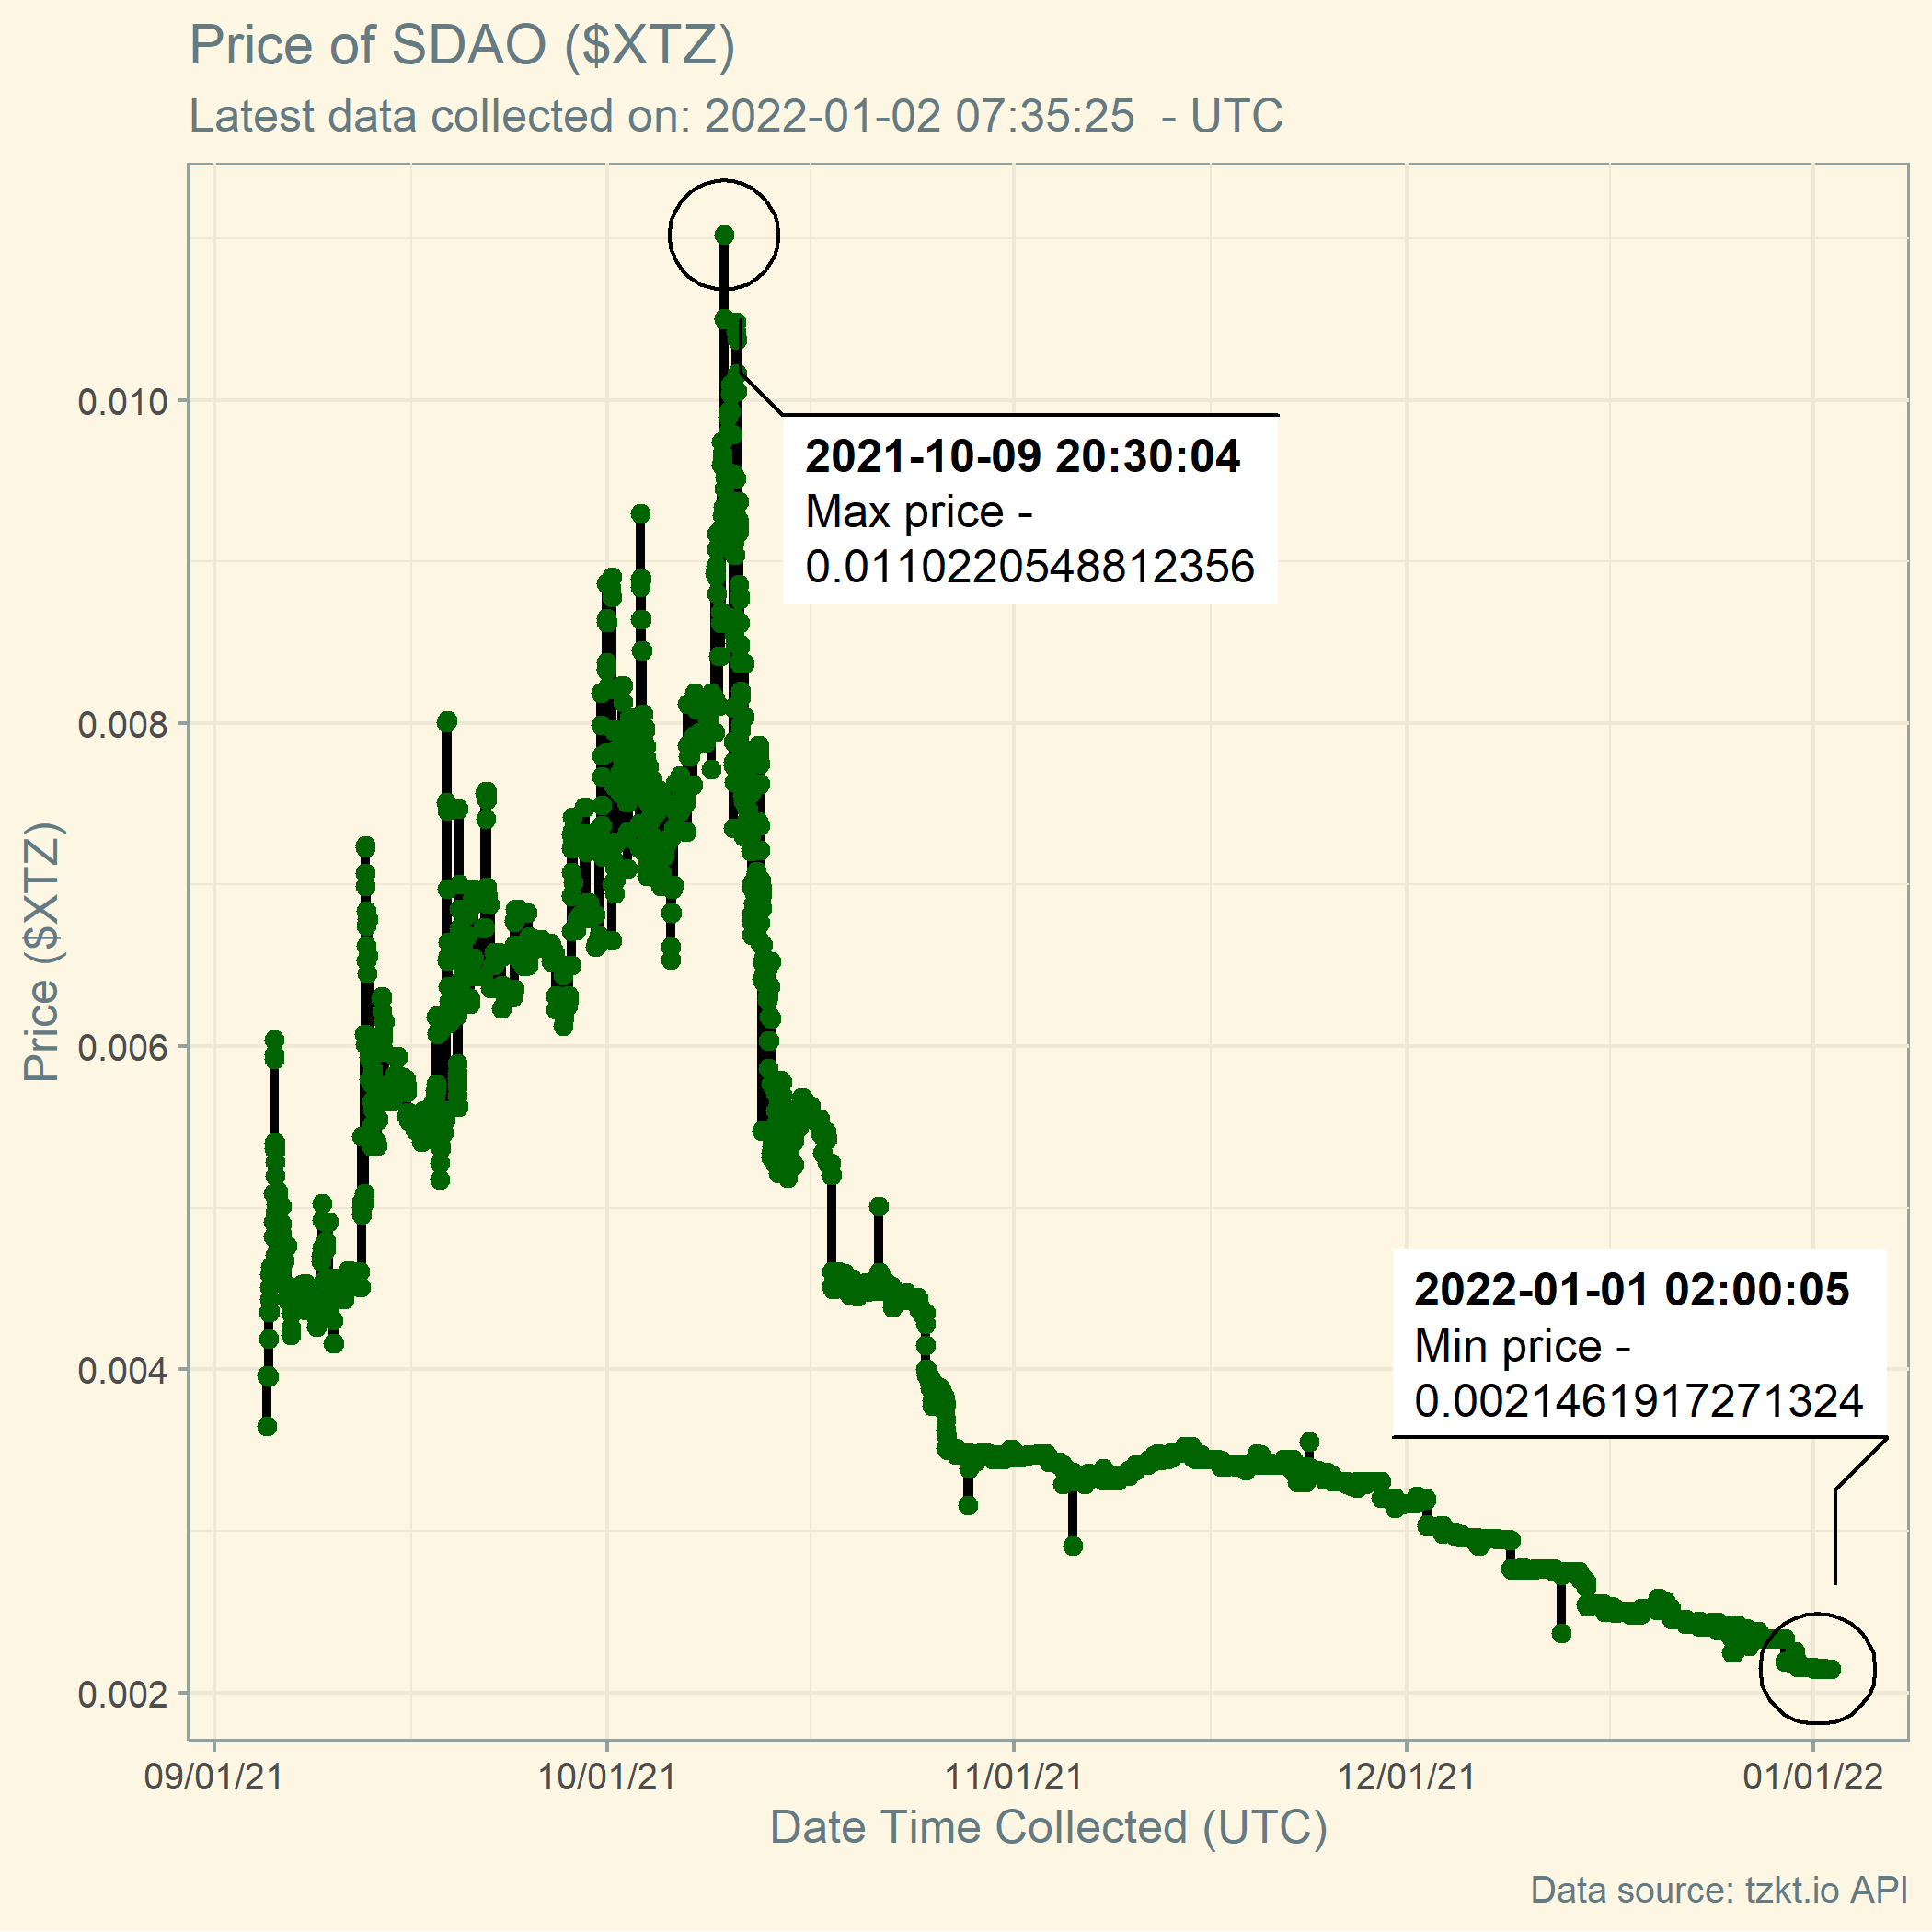 Price of SDAO ($XTZ)
Latest data collected on: 2022-01-02 07:35:25  - UTC
0.010
0.008
0.006
0.004
0.002
Price ($XTZ)
2021-10-09 20:30:04
Max price -
0.0110220548812356
2022-01-01 02:00:05
Min price -
0.0021461917271324
09/01/21
10/01/21
11/01/21
12/01/21
01/01/22
Date Time Collected (UTC)
Data source: tzkt.io API